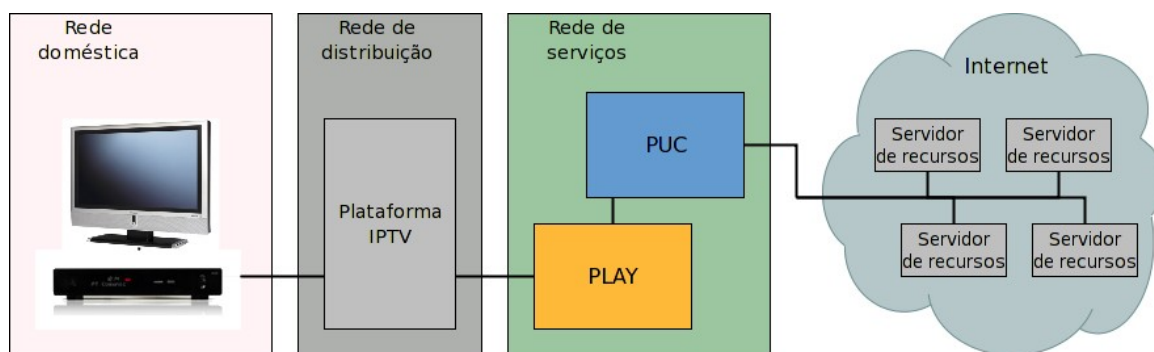 Rede
doméstica
Rede de
distribuição
Plataforma
IPTV
Rede de
serviços
PUC
PLAY
Internet
Servidor
de recursos
Servidor
de recursos
Servidor
de recursos
Servidor
de recursos